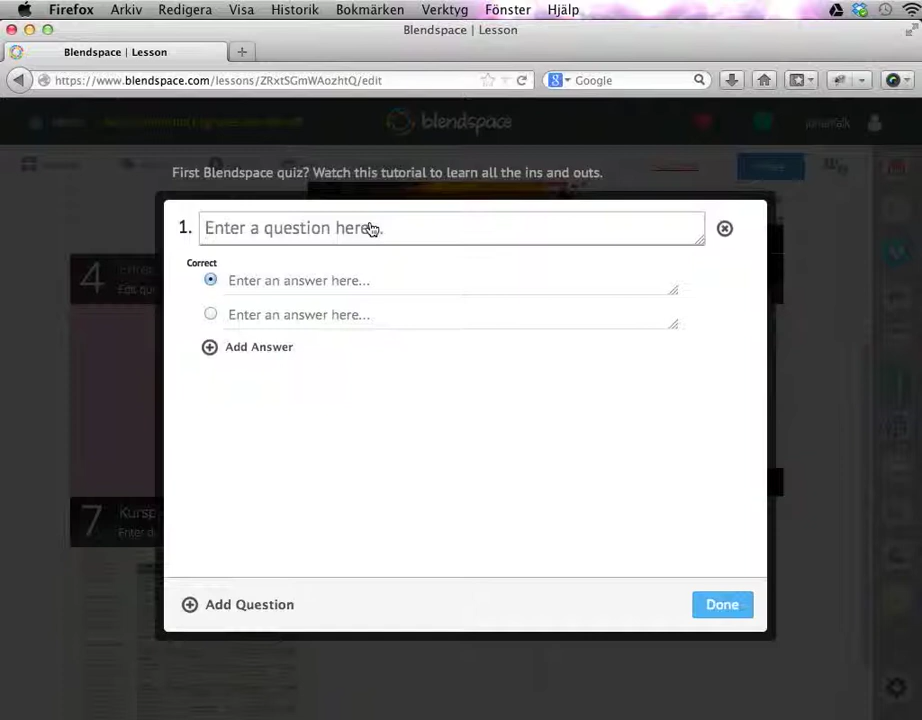 Firefox Arkiv Redigera Visa Historik Bokmärken Verktyg Fönster Hjälp
Blendspace | Lesson
Blendspace | Lesson
https://www.blendspace.com/lessons/ZRxtSGmWAozhtQ/edit
Google
blendspace
First Blendspace quiz? Watch this tutorial to learn all the ins and outs.
1. Enter a question here...
Correct
Enter an answer here...
Enter an answer here...
Add Answer
4
7 Kursp
Enter d
Add Question
Done